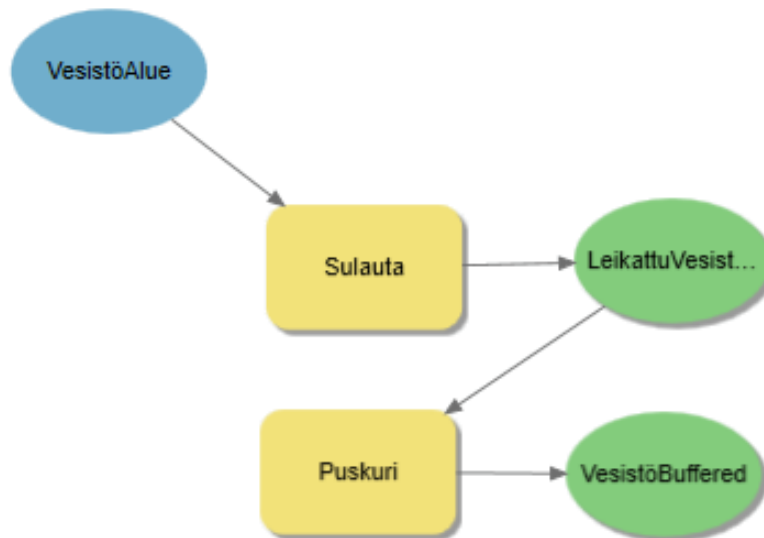 VesistöAlue
Sulauta
LeikattuVesist...
Puskuri
VesistöBuffered